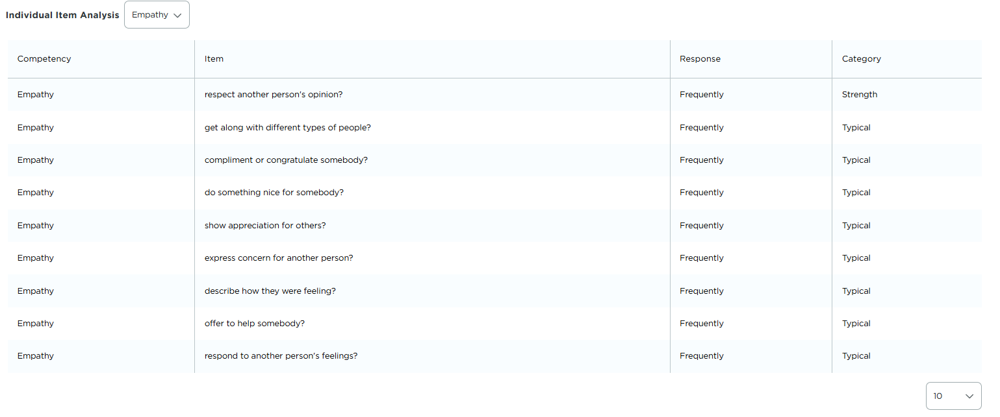 Individual Item Analysis Empathy
Competency Item Response Category
Empathy respect another person's opinion? Frequently Strength
Empathy get along with different types of people? Frequently Typical
Empathy compliment or congratulate somebody? Frequently Typical
Empathy do something nice for somebody? Frequently Typical
Empathy show appreciation for others? Frequently Typical
Empathy express concern for another person? Frequently Typical
Empathy describe how they were feeling? Frequently Typical
Empathy offer to help somebody? Frequently Typical
Empathy respond to another person's feelings? Frequently Typical
10